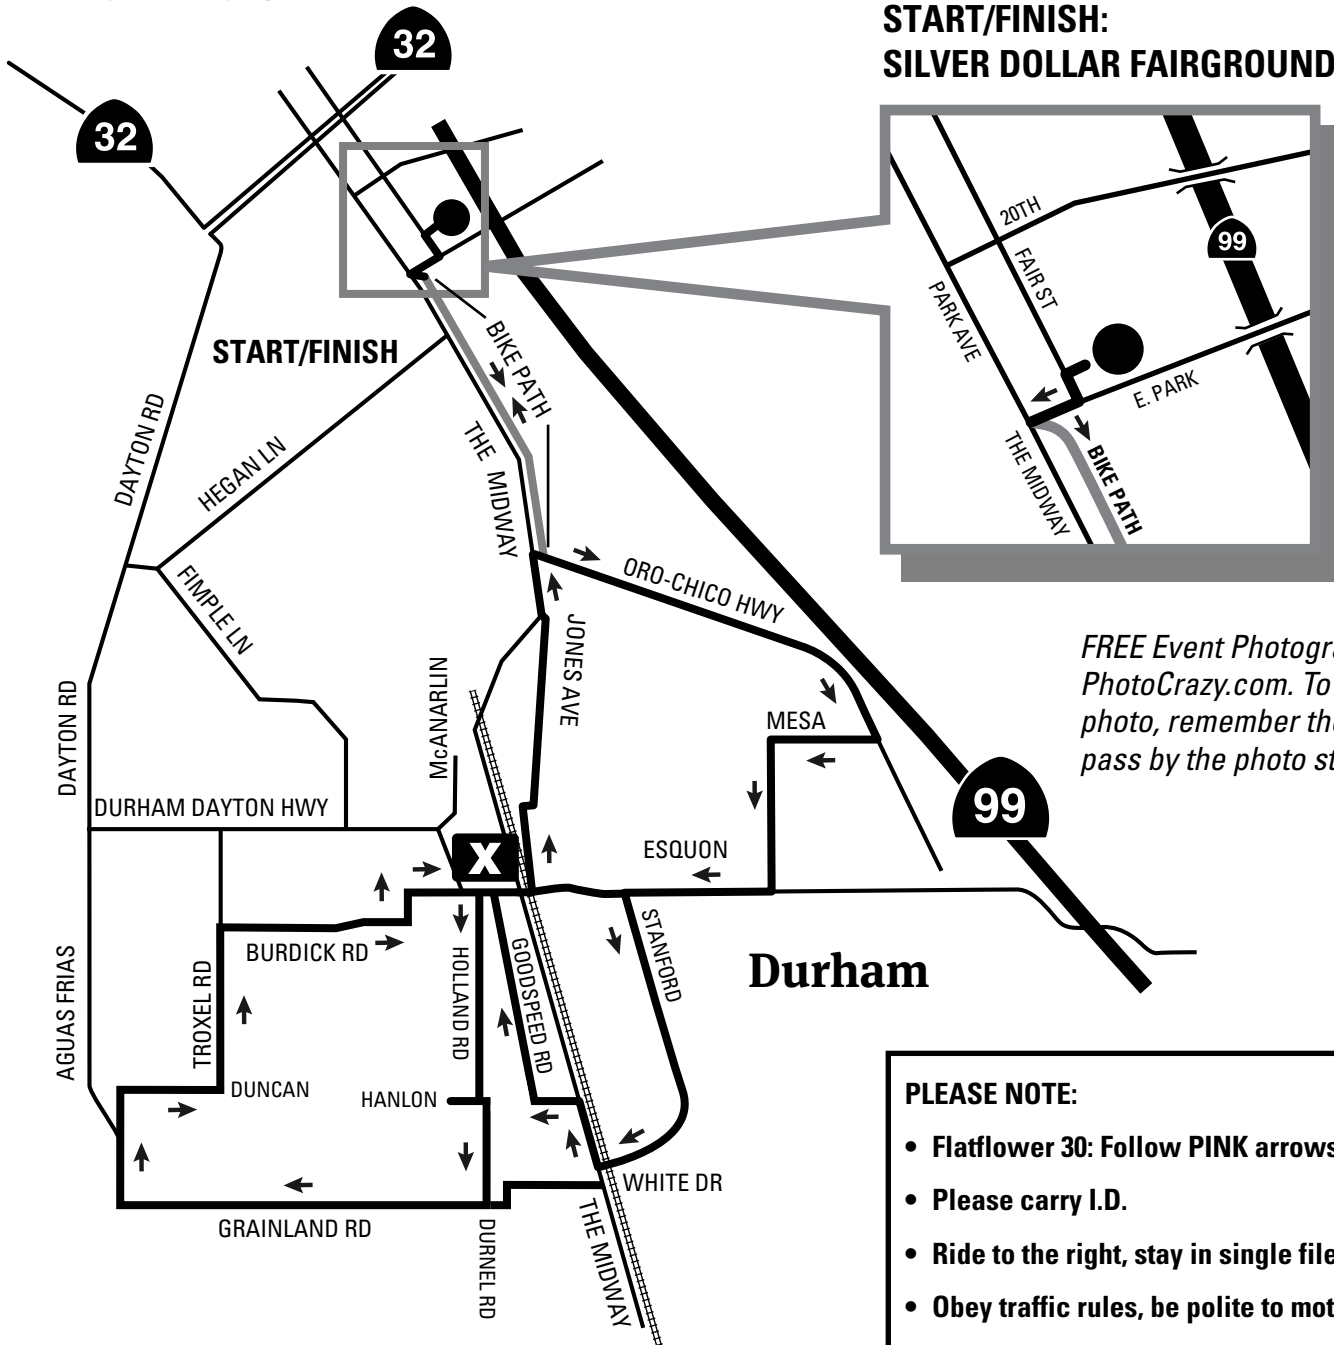 32
32
START/FINISH:
SILVER DOLLAR FAIRGROUND
20TH
FAIR ST
99
PARK AVE
E. PARK
THE MIDWAY
BIKE PATH
START/FINISH
BIKE PATH
DAYTON RD
HEGAN LN
THE MIDWAY
FIMPLE LN
ORO-CHICO HWY
JONES AVE
FREE Event Photogra
PhotoCrazy.com. To
photo, remember the
pass by the photo st
DAYTON RD
McANARLIN
MESA
99
DURHAM DAYTON HWY
X
ESQUON
BURDICK RD
HOLLAND RD
GOODSPEED RD
STANFORD
Durham
AGUAS FRIAS
TROXEL RD
DUNCAN
HANLON
WHITE DR
GRAINLAND RD
DURNEL RD
THE MIDWAY
PLEASE NOTE:
• Flatflower 30: Follow PINK arrows
• Please carry I.D.
• Ride to the right, stay in single file
• Obey traffic rules, be polite to mot